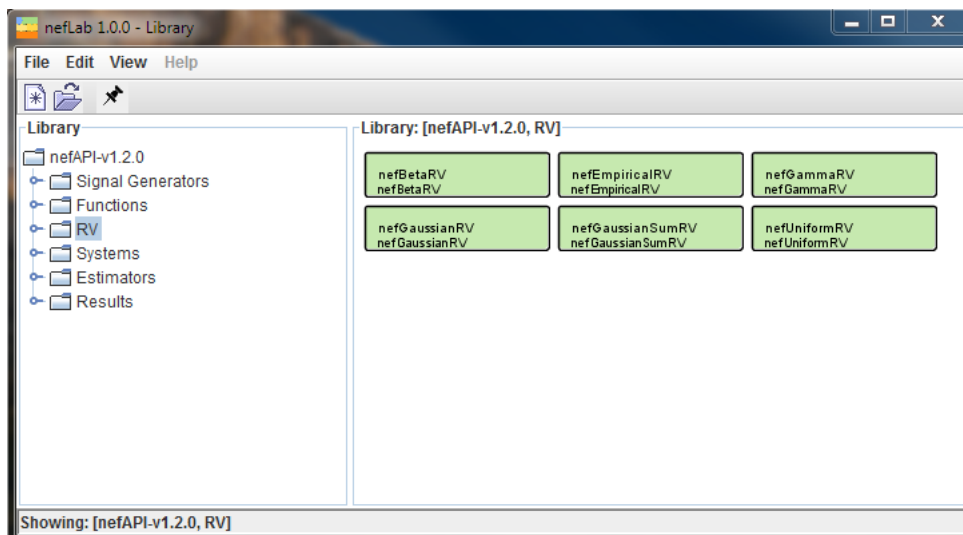 nefLab 1.0.0 - Library
File Edit View Help
Library
nefAPI-v1.2.0
Signal Generators
Functions
RV
Systems
Estimators
Results
Library: [nefAPI-v1.2.0, RV]
nefBetaRV
nefBetaRV
nefEmpiricalRV
nefEmpiricalRV
nefGammaRV
nefGammaRV
nefGaussianRV
nefGaussianRV
nefGaussianSumRV
nefGaussianSumRV
nefUniformRV
nefUniformRV
Showing: [nefAPI-v1.2.0, RV]